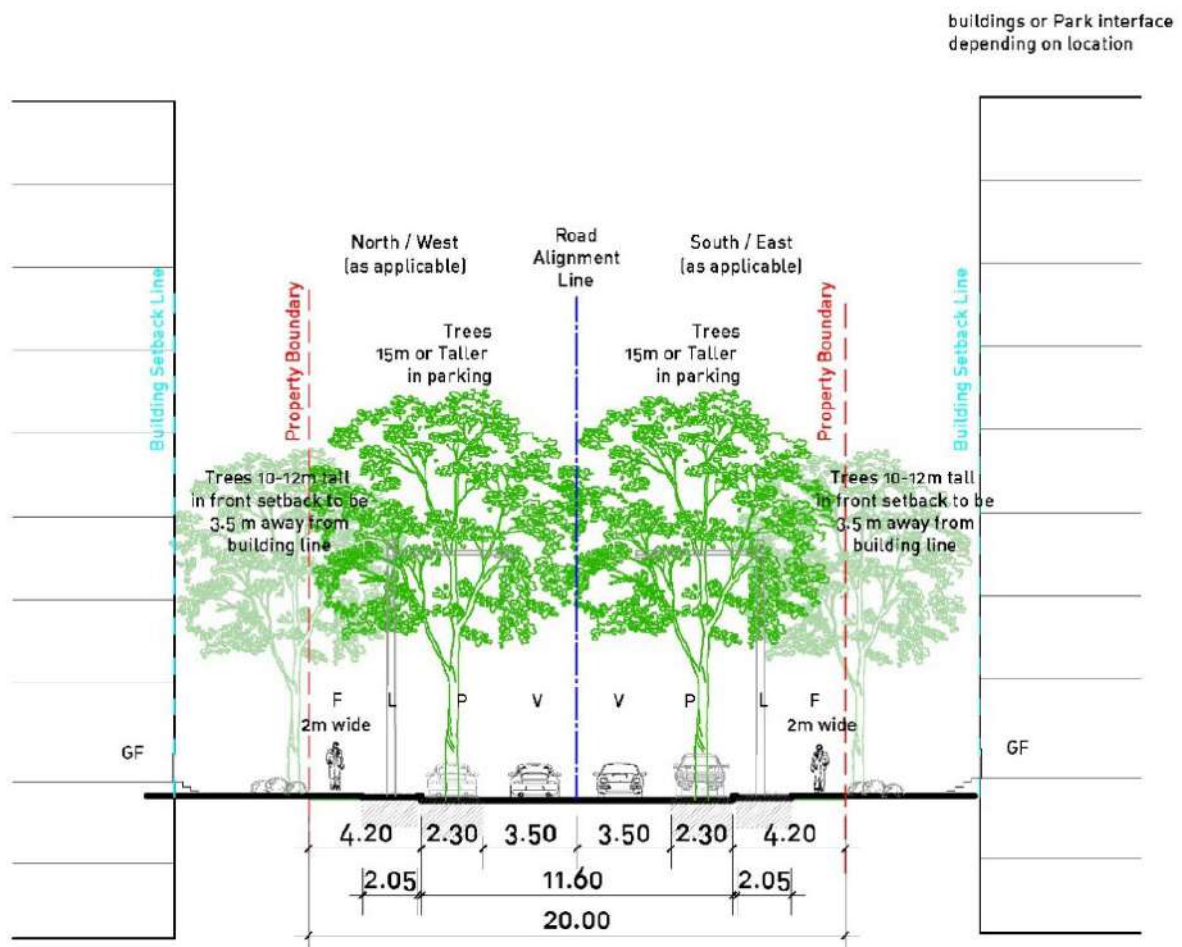 buildings or Park interface
depending on location
North / West
(as applicable)
Road
Alignment
Line
South / East
(as applicable)
Building Setback Line
Property Boundary
Property Boundary
Building Setback Line
Trees
15m or Taller
in parking
Trees
15m or Taller
in parking
Trees 10-12m tall
in front setback to be
3.5 m away from
building line
Trees 10-12m tall
in front setback to be
3.5 m away from
building line
F L P V V P L F
2m wide
2m wide
GF
GF
4.20 2.30 3.50 3.50 2.30 4.20
2.05 11.60 2.05
20.00